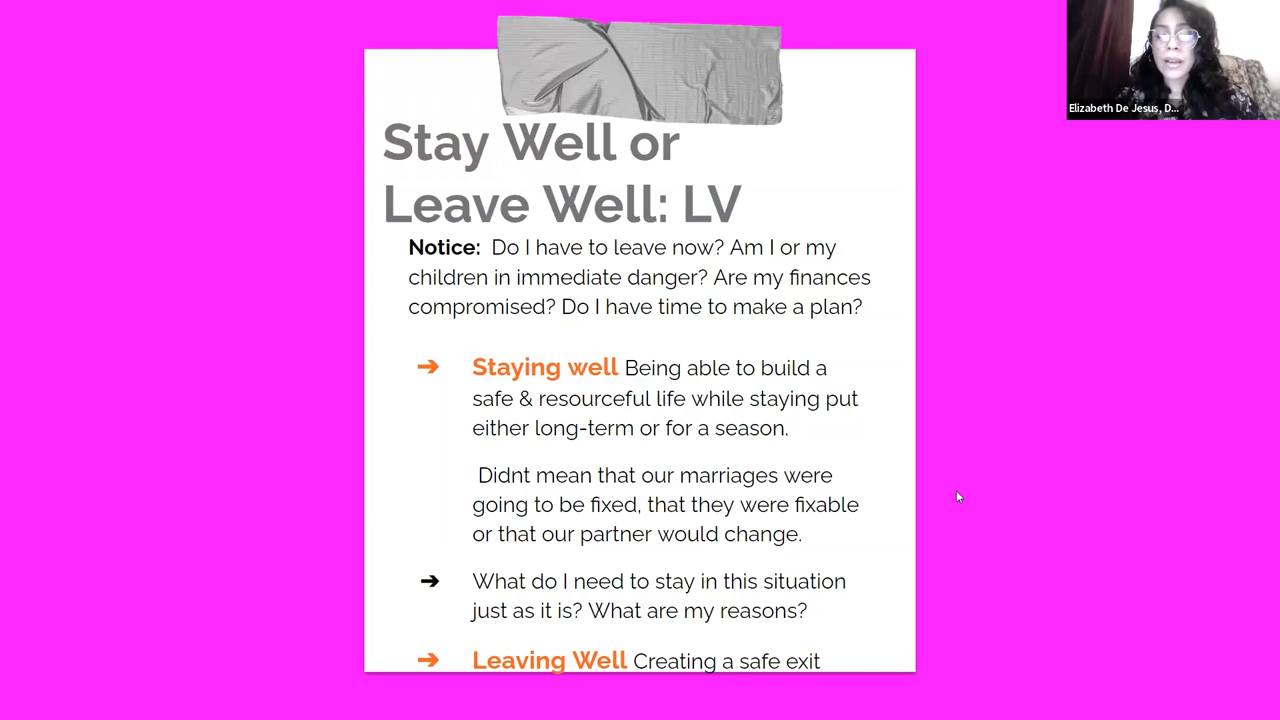 Stay Well or
Leave Well: LV
Notice: Do I have to leave now? Am I or my
children in immediate danger? Are my finances
compromised? Do I have time to make a plan?
➔ Staying well Being able to build a
safe & resourceful life while staying put
either long-term or for a season.
Didnt mean that our marriages were
going to be fixed, that they were fixable
or that our partner would change.
➔ What do I need to stay in this situation
just as it is? What are my reasons?
➔ Leaving Well Creating a safe exit
Elizabeth De Jesus, D...